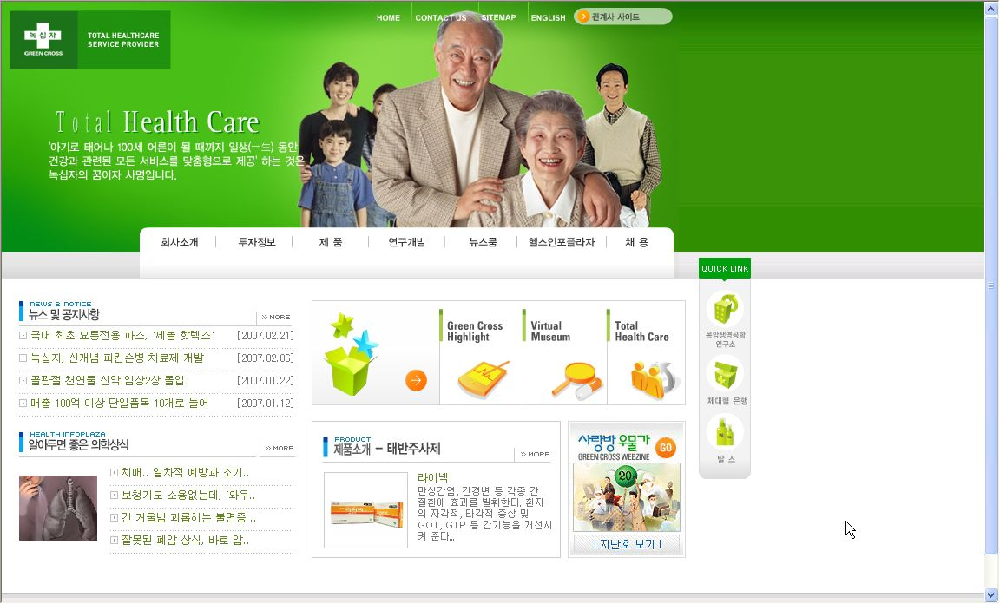 녹십자
GREEN CROSS
TOTAL HEALTHCARE
SERVICE PROVIDER
HOME
CONTACT US
SITEMAP
ENGLISH
관계사 사이트
Total Health Care
'아기로 태어나 100세 어른이 될 때까지 일생(一生) 동안
건강과 관련된 모든 서비스를 맞춤형으로 제공' 하는 것은
녹십자의 꿈이자 사명입니다.
회사소개
투자정보
제 품
연구개발
뉴스룸
헬스인포플라자
채 용
QUICK LINK
목암생명공학
연구소
제대혈 은행
탈 스
NEWS & NOTICE
뉴스 및 공지사항
MORE
국내 최초 요통전용 파스, '제놀 핫텍스' [2007.02.21]
녹십자, 신개념 파킨슨병 치료제 개발 [2007.02.06]
골관절 천연물 신약 임상2상 돌입 [2007.01.22]
매출 100억 이상 단일품목 10개로 늘어 [2007.01.12]
Green Cross
Highlight
Virtual
Museum
Total
Health Care
HEALTH INFOPLAZA
알아두면 좋은 의학상식
MORE
치매.. 일차적 예방과 조기..
보청기도 소용없는데, '와우..
긴 겨울밤 괴롭히는 불면증 ..
잘못된 폐암 상식, 바로 압..
PRODUCT
제품소개 - 태반주사제
MORE
라이넥
만성간염, 간경변 등 각종 간
질환에 효과를 발휘한다. 환자
의 자각적, 타각적 증상 및
GOT, GTP 등 간기능을 개선시
켜 준다...
사랑방 우물가
GREEN CROSS WEBZINE
GO
20
| 지난호 보기 |